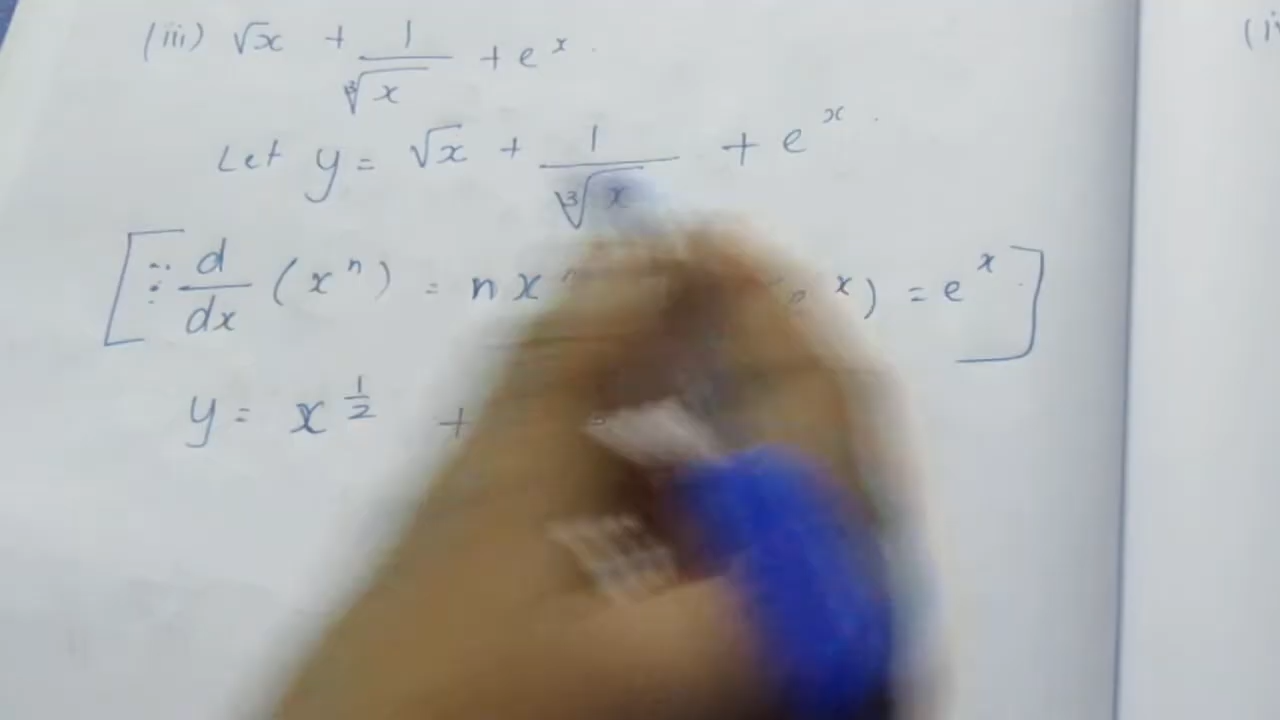 (iii) √x + 1/∛x + e^x .
Let y = √x + 1/∛x + e^x .
[∵ d/dx (x^n) = n x^n x) = e^x ]
y = x^1/2 +
(i